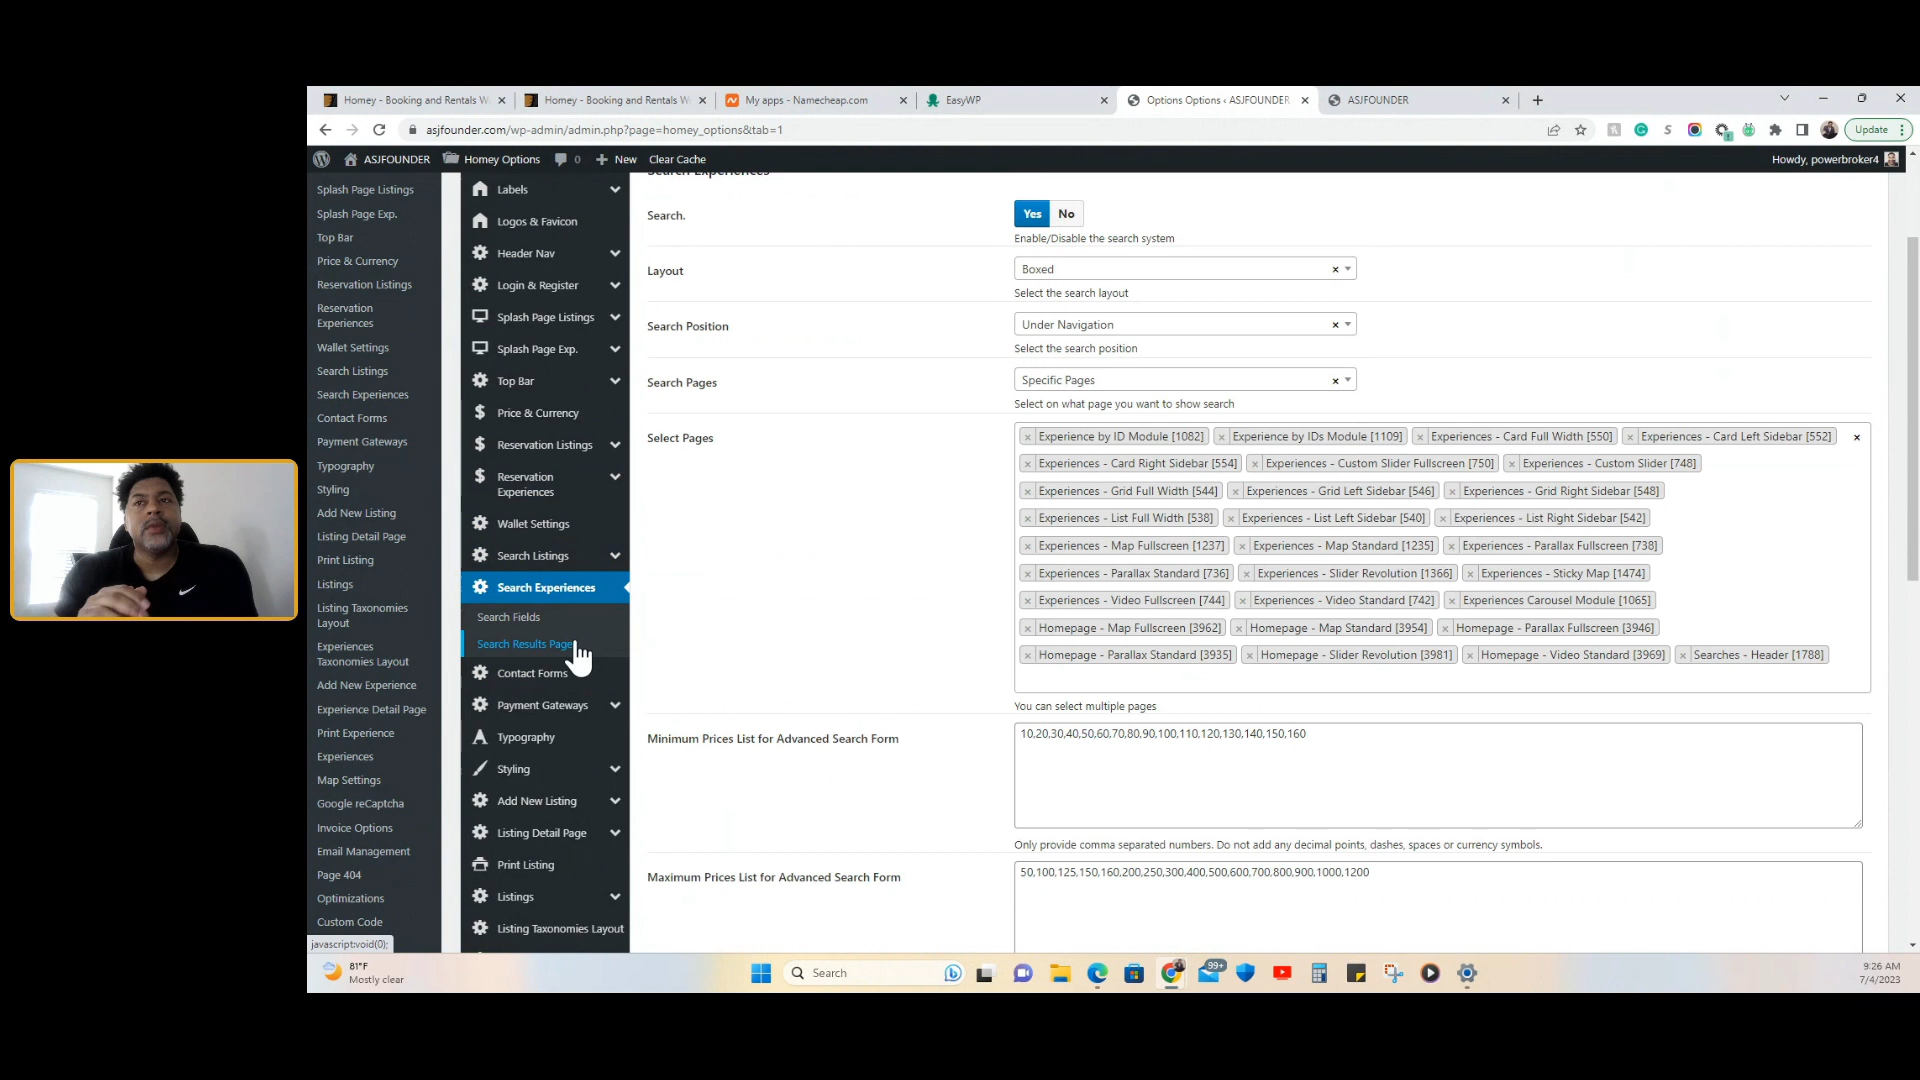 Homey - Booking and Rentals W
Homey - Booking and Rentals W
My apps - Namecheap.com
EasyWP
Options Options ‹ ASJFOUNDER
ASJFOUNDER
asjfounder.com/wp-admin/admin.php?page=homey_options&tab=1
Update
ASJFOUNDER
Homey Options
0
New
Clear Cache
Howdy, powerbroker4
Splash Page Listings
Splash Page Exp.
Top Bar
Price & Currency
Reservation Listings
Reservation
Experiences
Wallet Settings
Search Listings
Search Experiences
Contact Forms
Payment Gateways
Typography
Styling
Add New Listing
Listing Detail Page
Print Listing
Listings
Listing Taxonomies
Layout
Experiences
Taxonomies Layout
Add New Experience
Experience Detail Page
Print Experience
Experiences
Map Settings
Google reCaptcha
Invoice Options
Email Management
Page 404
Optimizations
Custom Code
javascript:void(0);
Labels
Logos & Favicon
Header Nav
Login & Register
Splash Page Listings
Splash Page Exp.
Top Bar
Price & Currency
Reservation Listings
Reservation
Experiences
Wallet Settings
Search Listings
Search Experiences
Search Fields
Search Results Page
Contact Forms
Payment Gateways
Typography
Styling
Add New Listing
Listing Detail Page
Print Listing
Listings
Listing Taxonomies Layout
Search Experiences
Search.
Yes No
Enable/Disable the search system
Layout
Boxed
Select the search layout
Search Position
Under Navigation
Select the search position
Search Pages
Specific Pages
Select on what page you want to show search
Select Pages
Experience by ID Module [1082] Experience by IDs Module [1109] Experiences - Card Full Width [550] Experiences - Card Left Sidebar [552]
Experiences - Card Right Sidebar [554] Experiences - Custom Slider Fullscreen [750] Experiences - Custom Slider [748]
Experiences - Grid Full Width [544] Experiences - Grid Left Sidebar [546] Experiences - Grid Right Sidebar [548]
Experiences - List Full Width [538] Experiences - List Left Sidebar [540] Experiences - List Right Sidebar [542]
Experiences - Map Fullscreen [1237] Experiences - Map Standard [1235] Experiences - Parallax Fullscreen [738]
Experiences - Parallax Standard [736] Experiences - Slider Revolution [1366] Experiences - Sticky Map [1474]
Experiences - Video Fullscreen [744] Experiences - Video Standard [742] Experiences Carousel Module [1065]
Homepage - Map Fullscreen [3962] Homepage - Map Standard [3954] Homepage - Parallax Fullscreen [3946]
Homepage - Parallax Standard [3935] Homepage - Slider Revolution [3981] Homepage - Video Standard [3969] Searches - Header [1788]
You can select multiple pages
Minimum Prices List for Advanced Search Form
10,20,30,40,50,60,70,80,90,100,110,120,130,140,150,160
Only provide comma separated numbers. Do not add any decimal points, dashes, spaces or currency symbols.
Maximum Prices List for Advanced Search Form
50,100,125,150,160,200,250,300,400,500,600,700,800,900,1000,1200
81°F
Mostly clear
Search
99+
9:26 AM
7/4/2023